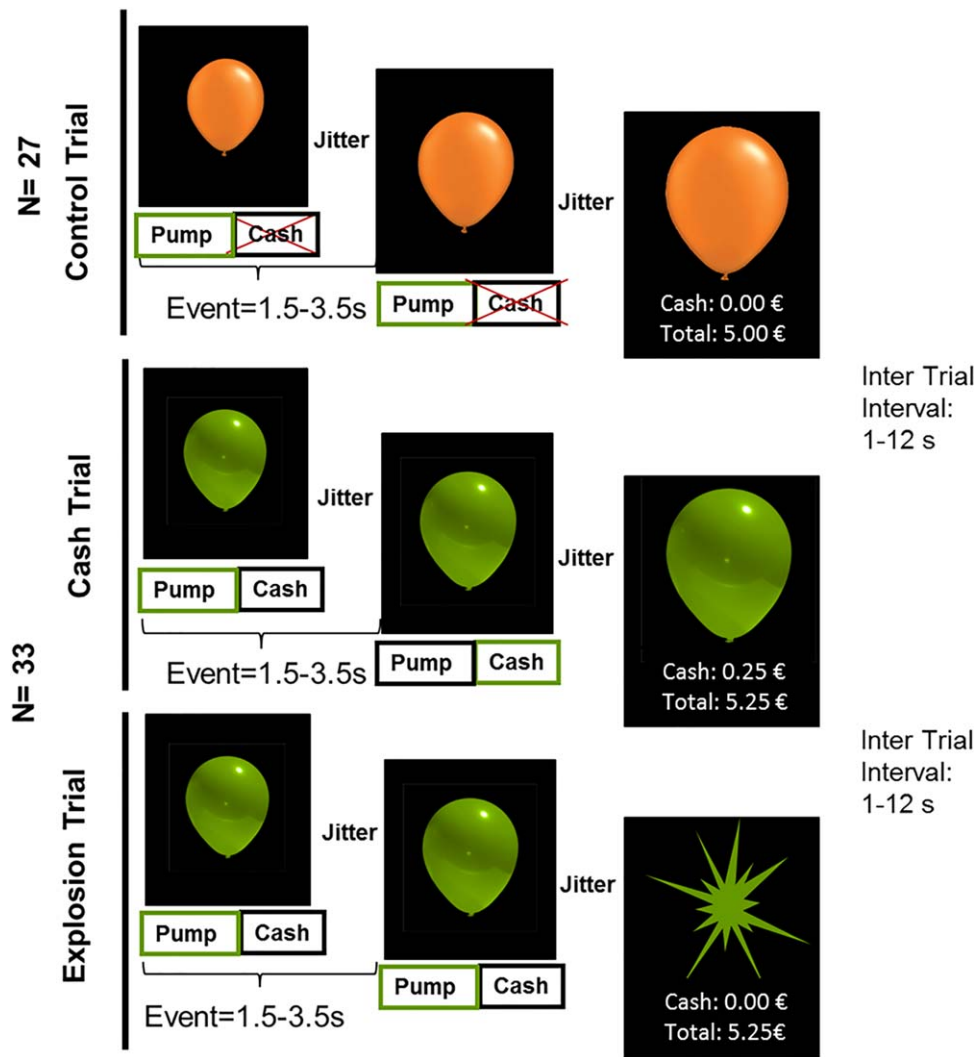 N= 27
Control Trial
Jitter
Pump
Cash
Event=1.5-3.5s
Jitter
Pump
Cash
Cash: 0.00 €
Total: 5.00 €
Inter Trial
Interval:
1-12 s
N= 33
Cash Trial
Jitter
Pump
Cash
Event=1.5-3.5s
Jitter
Pump
Cash
Cash: 0.25 €
Total: 5.25 €
Inter Trial
Interval:
1-12 s
Explosion Trial
Jitter
Pump
Cash
Event=1.5-3.5s
Jitter
Pump
Cash
Cash: 0.00 €
Total: 5.25€